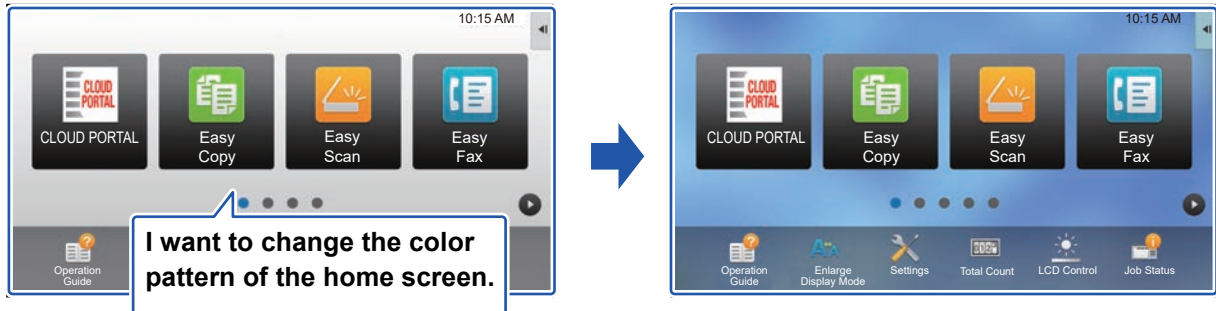 10:15 AM
CLOUD
PORTAL
CLOUD PORTAL
Easy
Copy
Easy
Scan
Easy
Fax
I want to change the color
pattern of the home screen.
Operation
Guide
10:15 AM
CLOUD
PORTAL
CLOUD PORTAL
Easy
Copy
Easy
Scan
Easy
Fax
Operation
Guide
Enlarge
Display Mode
Settings
Total Count
LCD Control
Job Status